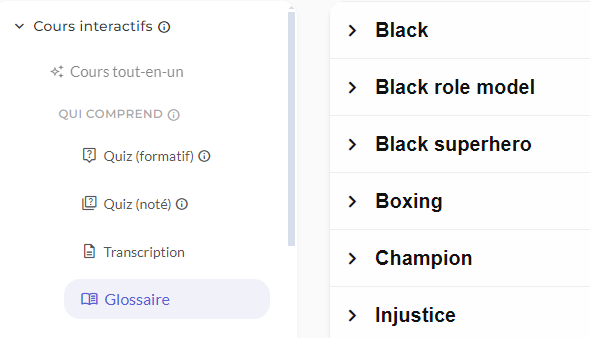 Cours interactifs
Cours tout-en-un
QUI COMPREND
Quiz (formatif)
Quiz (noté)
Transcription
Glossaire
Black
Black role model
Black superhero
Boxing
Champion
Injustice